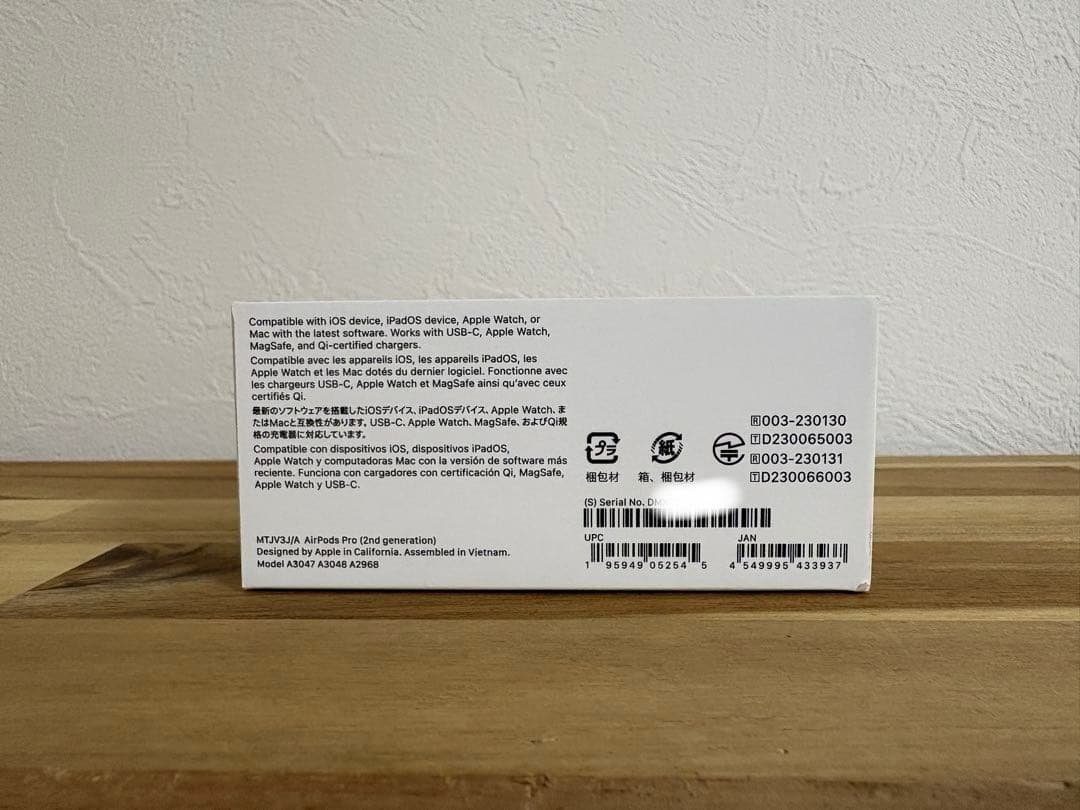 Compatible with iOS device, iPadOS device, Apple Watch, or
Mac with the latest software. Works with USB-C, Apple Watch,
MagSafe, and Qi-certified chargers.
Compatible avec les appareils iOS, les appareils iPadOS, les
Apple Watch et les Mac dotés du dernier logiciel. Fonctionne avec
les chargeurs USB-C, Apple Watch et MagSafe ainsi qu'avec ceux
certifiés Qi.
最新のソフトウェアを搭載したiOSデバイス、iPadOSデバイス、Apple Watch、ま
たはMacと互換性があります。USB-C、Apple Watch、MagSafe、およびQi規
格の充電器に対応しています。
Compatible con dispositivos iOS, dispositivos iPadOS,
Apple Watch y computadoras Mac con la versión de software más
reciente. Funciona con cargadores con certificación Qi, MagSafe,
Apple Watch y USB-C.
MTJV3J/A AirPods Pro (2nd generation)
Designed by Apple in California. Assembled in Vietnam.
Model A3047 A3048 A2968
プラ
梱包材
紙
箱、梱包材
R 003-230130
T D230065003
R 003-230131
T D230066003
(S) Serial No.
UPC
1 95949 05254 5
JAN
4 549995 433937